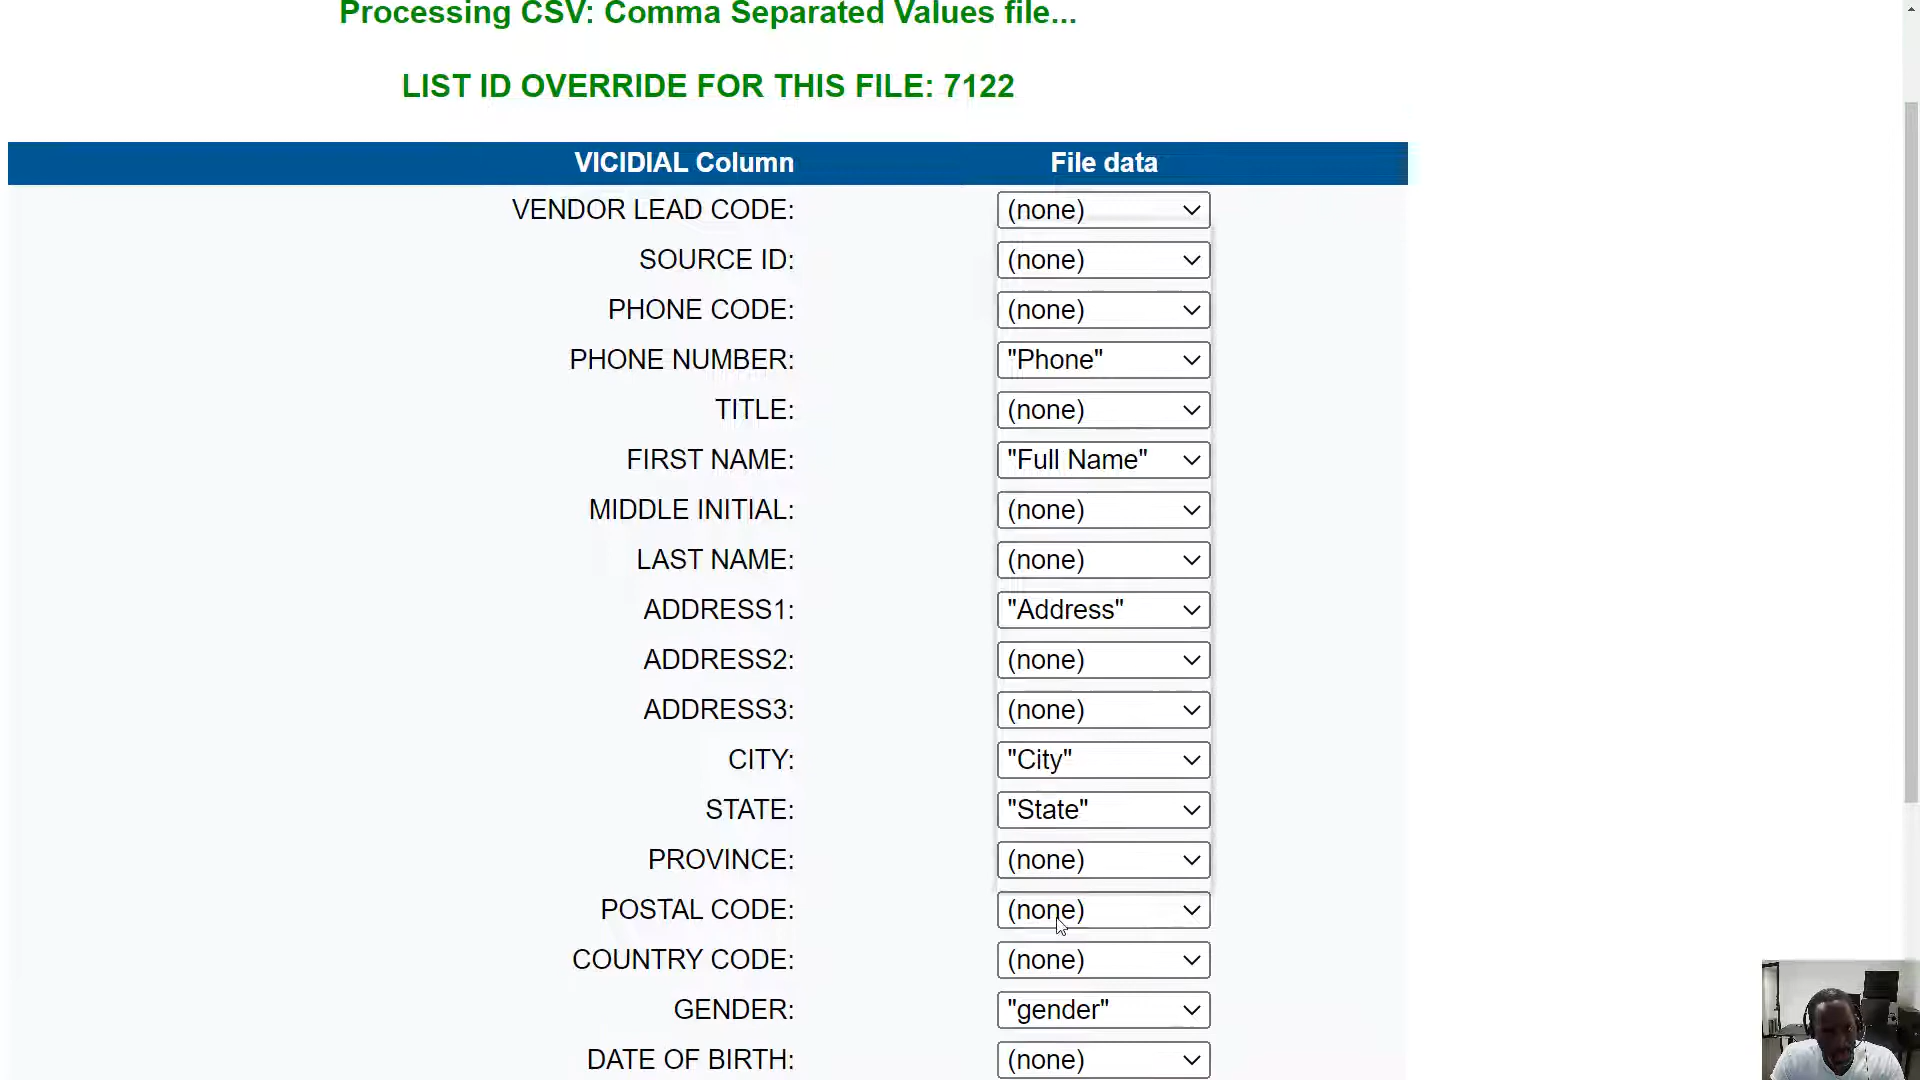 Processing CSV: Comma Separated Values file...
LIST ID OVERRIDE FOR THIS FILE: 7122
VICIDIAL Column File data
VENDOR LEAD CODE: (none)
SOURCE ID: (none)
PHONE CODE: (none)
PHONE NUMBER: "Phone"
TITLE: (none)
FIRST NAME: "Full Name"
MIDDLE INITIAL: (none)
LAST NAME: (none)
ADDRESS1: "Address"
ADDRESS2: (none)
ADDRESS3: (none)
CITY: "City"
STATE: "State"
PROVINCE: (none)
POSTAL CODE: (none)
COUNTRY CODE: (none)
GENDER: "gender"
DATE OF BIRTH: (none)